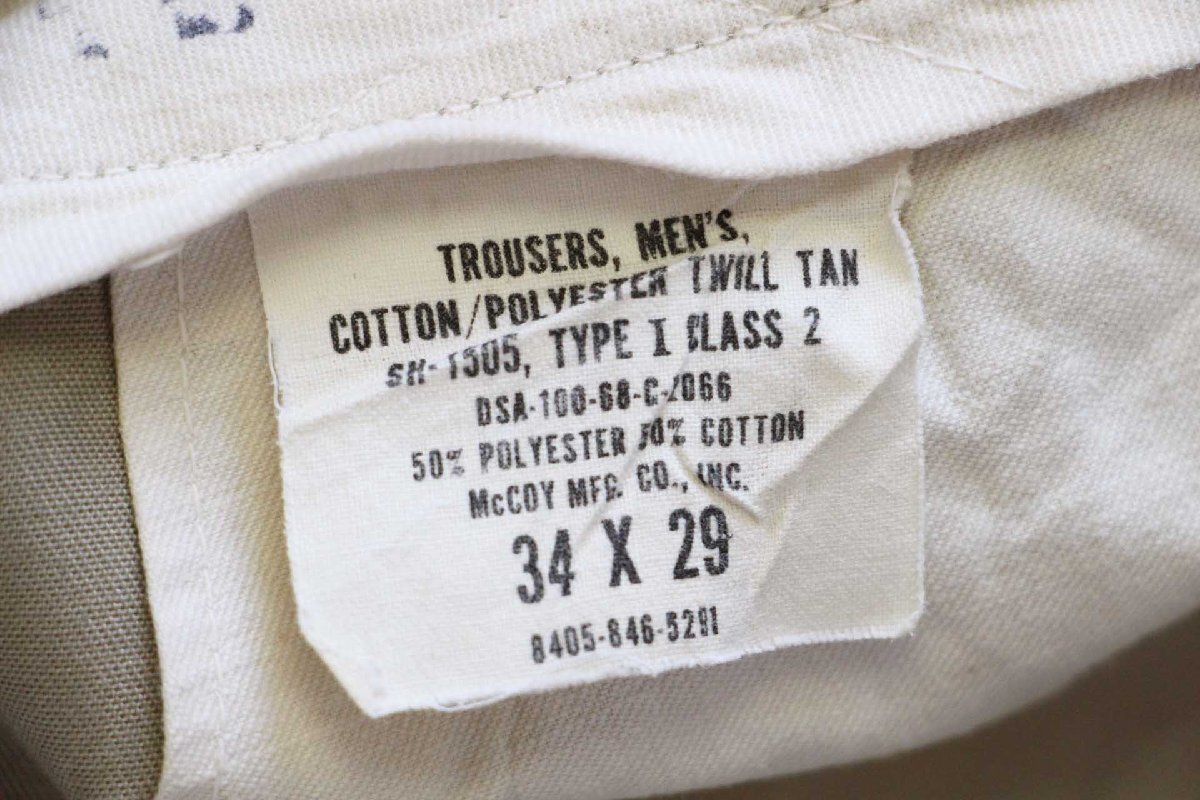 TROUSERS, MEN'S,
COTTON/POLYESTER TWILL TAN
SH-1505, TYPE I CLASS 2
DSA-100-68-C-2066
50% POLYESTER 50% COTTON
McCOY MFG. CO., INC.
34 X 29
8405-846-5291